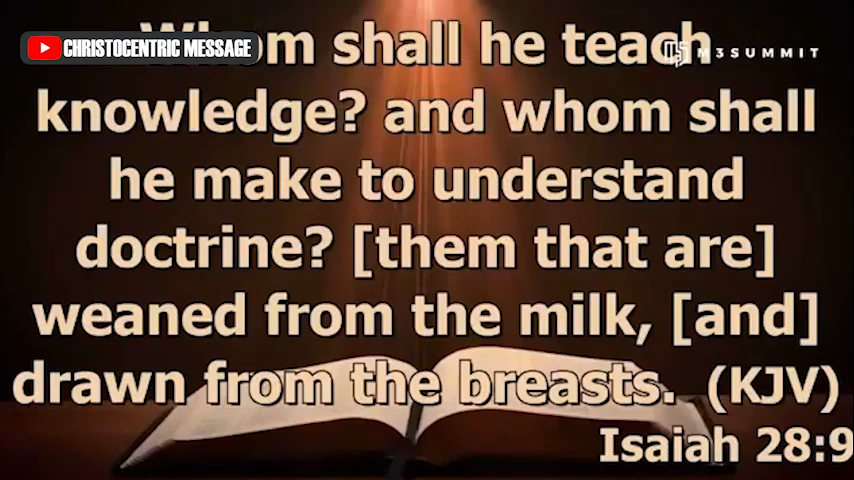 CHRISTOCENTRIC MESSAGE
M3SUMMIT
Whom shall he teach
knowledge? and whom shall
he make to understand
doctrine? [them that are]
weaned from the milk, [and]
drawn from the breasts. (KJV)
Isaiah 28:9